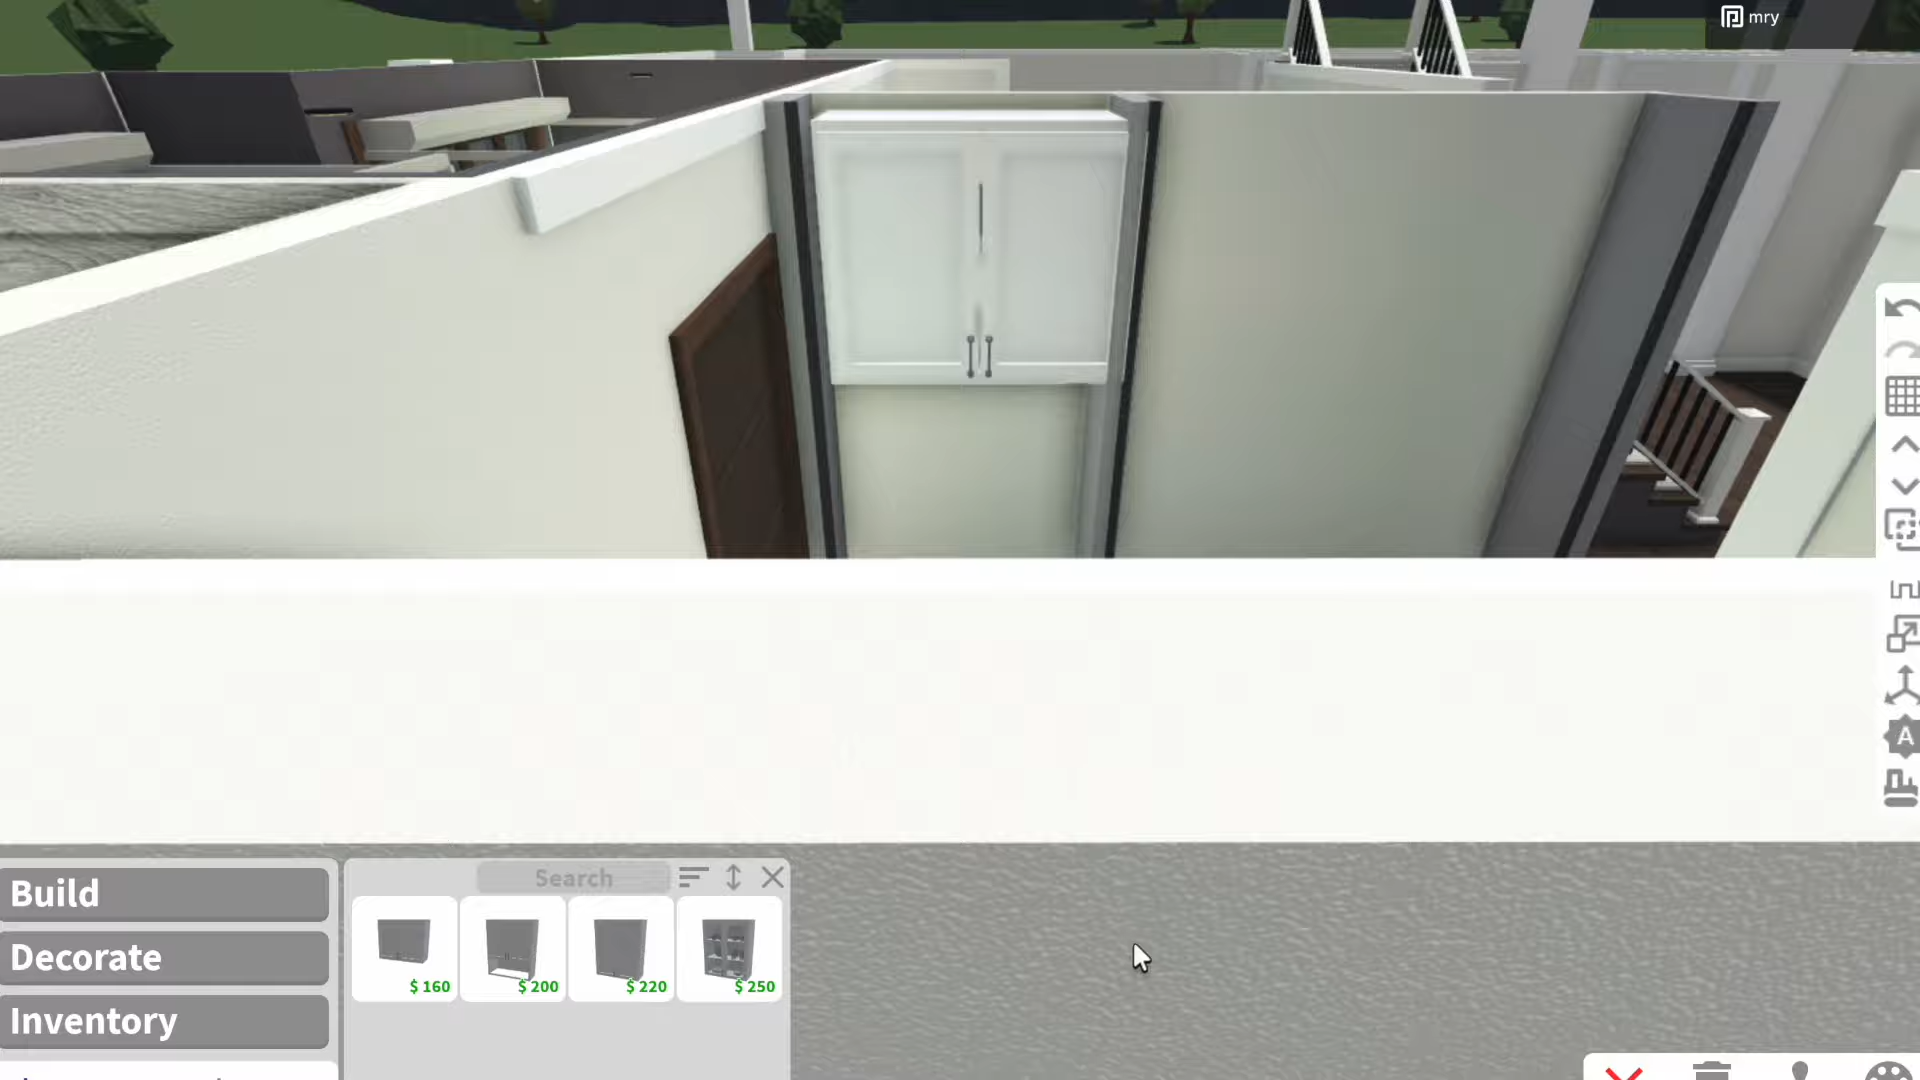 mry
Search
Build
Decorate
Inventory
$ 160
$ 200
$ 220
$ 250
A